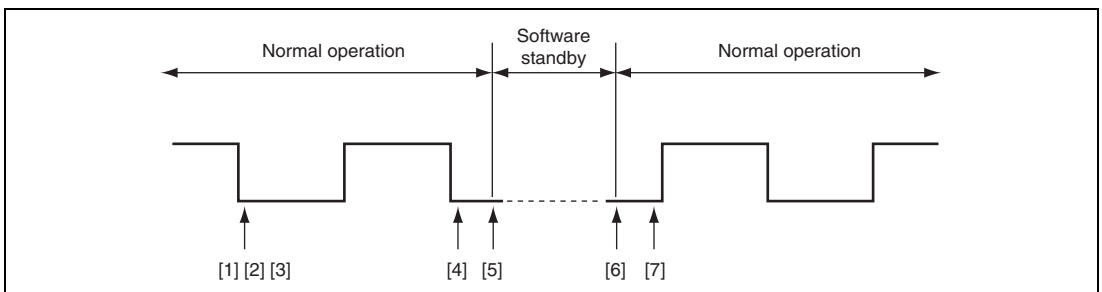 Normal operation
Software
standby
Normal operation
[1] [2] [3]
[4]
[5]
[6]
[7]